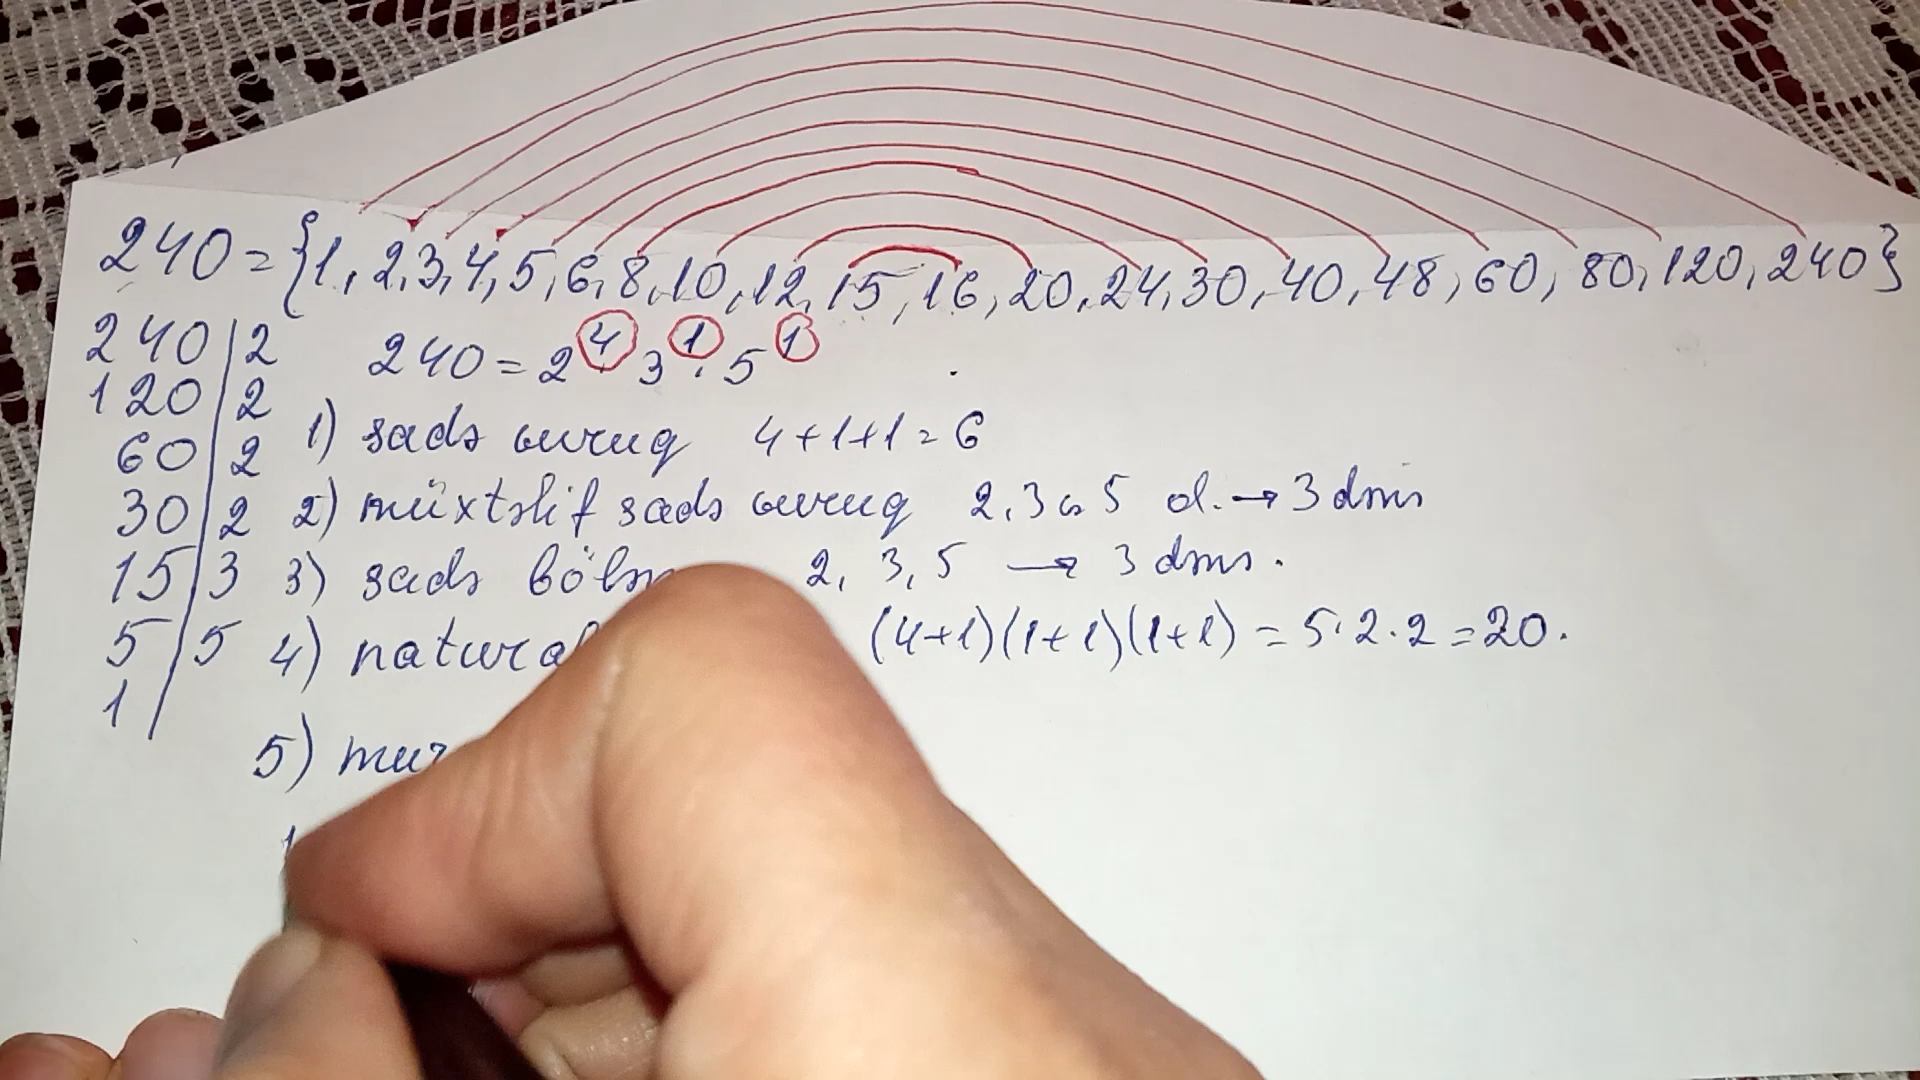 240={1,2,3,4,5,6,8,10,12,15,16,20,24,30,40,48,60,80,120,240}
240|2
120|2
60|2
30|2
15|3
5|5
1|
240=2⁴·3¹·5¹
1) sadə vuruq 4+1+1=6
2) müxtəlif sadə vuruq 2,3 və 5 ə.→3 dənə
3) sadə böl 2, 3, 5 → 3 dənə.
4) natural (4+1)(1+1)(1+1)=5·2·2=20.
5) mür
1